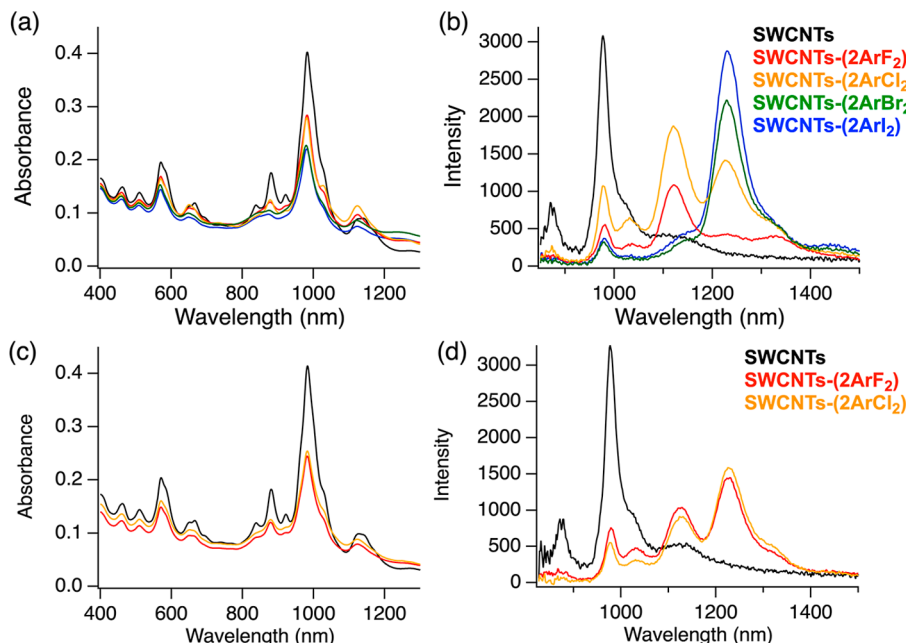 (a)
0.4
0.3
0.2
0.1
0.0
Absorbance
400 600 800 1000 1200
Wavelength (nm)
(b)
3000
2500
2000
1500
1000
500
0
Intensity
SWCNTs
SWCNTs-(2ArF₂)
SWCNTs-(2ArCl₂
SWCNTs-(2ArBr₂
SWCNTs-(2ArI₂)
1000 1200 1400
Wavelength (nm)
(c)
0.4
0.3
0.2
0.1
0.0
Absorbance
400 600 800 1000 1200
Wavelength (nm)
(d)
3000
2500
2000
1500
1000
500
0
Intensity
SWCNTs
SWCNTs-(2ArF₂)
SWCNTs-(2ArCl₂)
1000 1200 1400
Wavelength (nm)